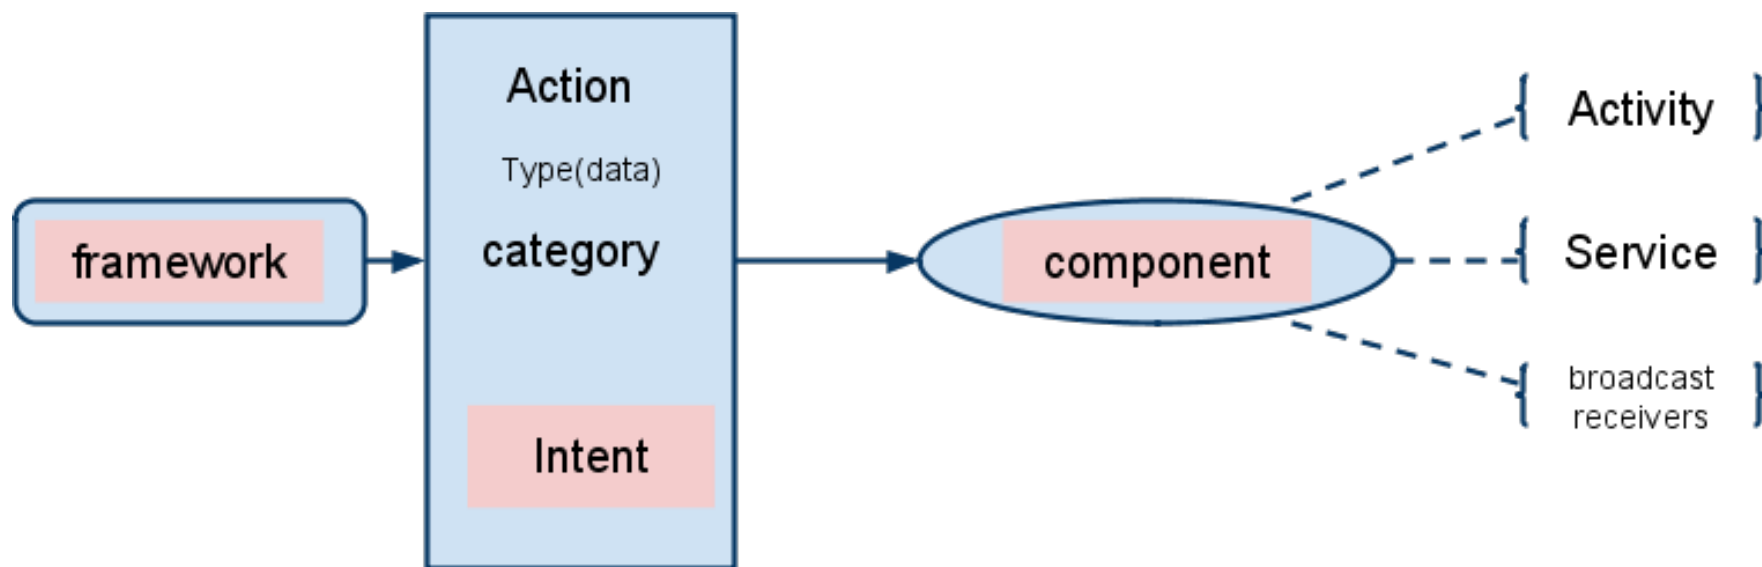 framework
Action
Type(data)
category
Intent
component
Activity
Service
broadcast
receivers